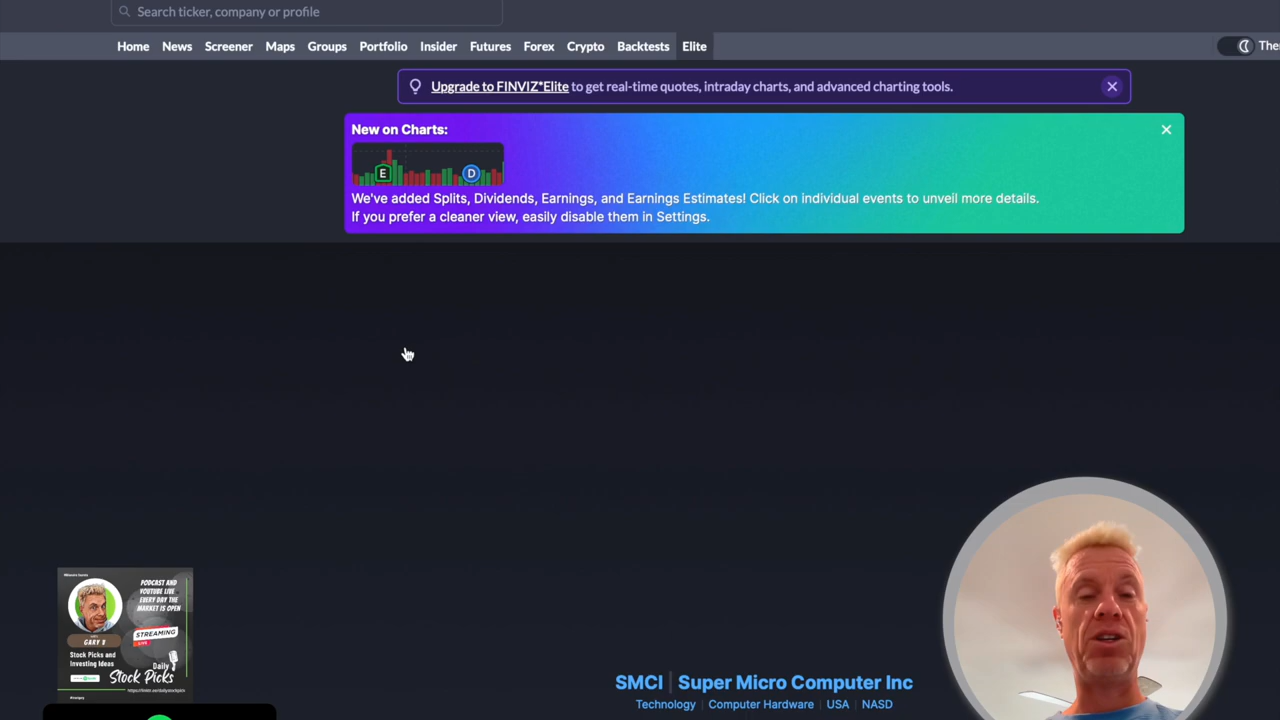 Search ticker, company or profile
Home News Screener Maps Groups Portfolio Insider Futures Forex Crypto Backtests Elite
The
Upgrade to FINVIZ*Elite to get real-time quotes, intraday charts, and advanced charting tools.
New on Charts:
E D
We've added Splits, Dividends, Earnings, and Earnings Estimates! Click on individual events to unveil more details.
If you prefer a cleaner view, easily disable them in Settings.
PODCAST AND
YOUTUBE LIVE
EVERY DAY THE
MARKET IS OPEN
STREAMING
LIVE
GARY B
Stock Picks and
Investing Ideas
Daily
Stock Picks
SMCI | Super Micro Computer Inc
Technology | Computer Hardware | USA | NASD